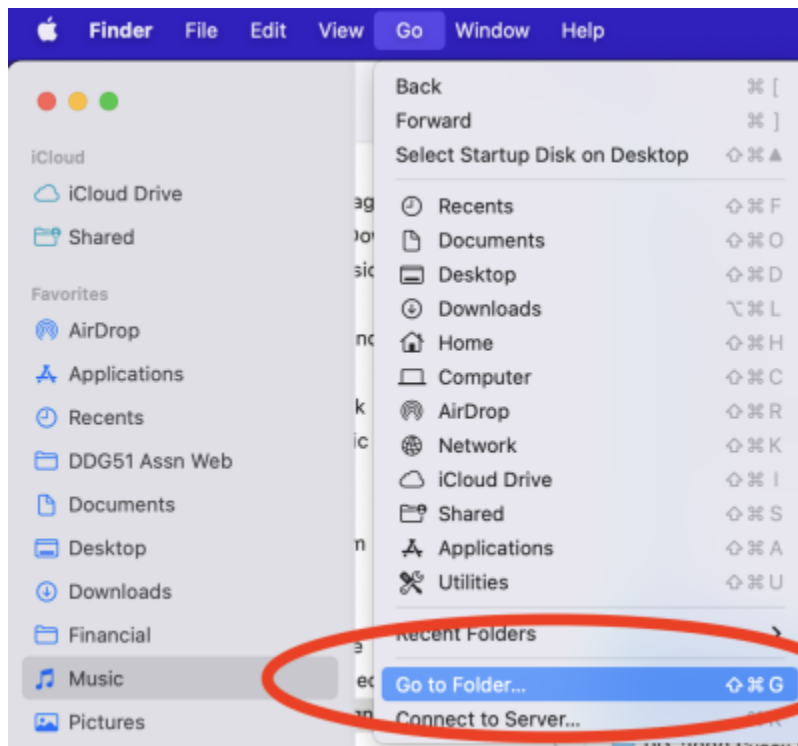 Finder File Edit View Go Window Help
iCloud
iCloud Drive
Shared
Favorites
AirDrop
Applications
Recents
DDG51 Assn Web
Documents
Desktop
Downloads
Financial
Music
Pictures
Back ⌘ [
Forward ⌘ ]
Select Startup Disk on Desktop ⇧⌘▲
Recents ⇧⌘F
Documents ⇧⌘O
Desktop ⇧⌘D
Downloads ⌥⌘L
Home ⇧⌘H
Computer ⇧⌘C
AirDrop ⇧⌘R
Network ⇧⌘K
iCloud Drive ⇧⌘I
Shared ⇧⌘S
Applications ⇧⌘A
Utilities ⇧⌘U
Recent Folders
Go to Folder... ⇧⌘G
Connect to Server... ⌘K